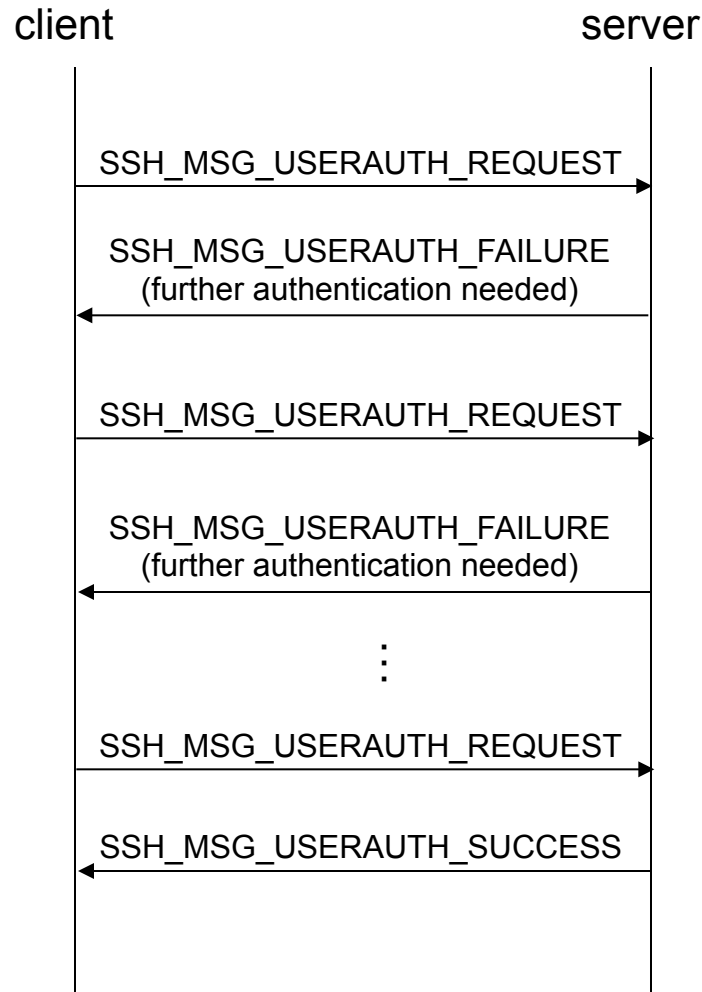 client
server
SSH_MSG_USERAUTH_REQUEST
SSH_MSG_USERAUTH_FAILURE
(further authentication needed)
SSH_MSG_USERAUTH_REQUEST
SSH_MSG_USERAUTH_FAILURE
(further authentication needed)
⋮
SSH_MSG_USERAUTH_REQUEST
SSH_MSG_USERAUTH_SUCCESS